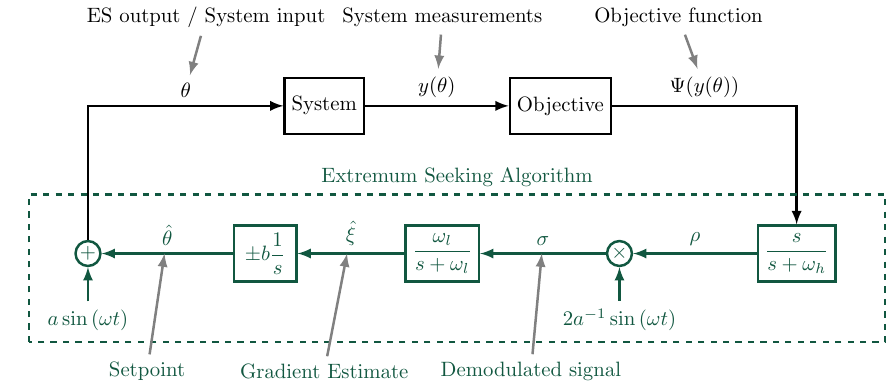 ES output / System input System measurements Objective function
θ y(θ) Ψ(y(θ))
System Objective
Extremum Seeking Algorithm
+ θ̂ ±b 1/s ξ̂ ω_l/(s + ω_l) σ × ρ s/(s + ω_h)
a sin (ωt) 2a⁻¹ sin (ωt)
Setpoint Gradient Estimate Demodulated signal